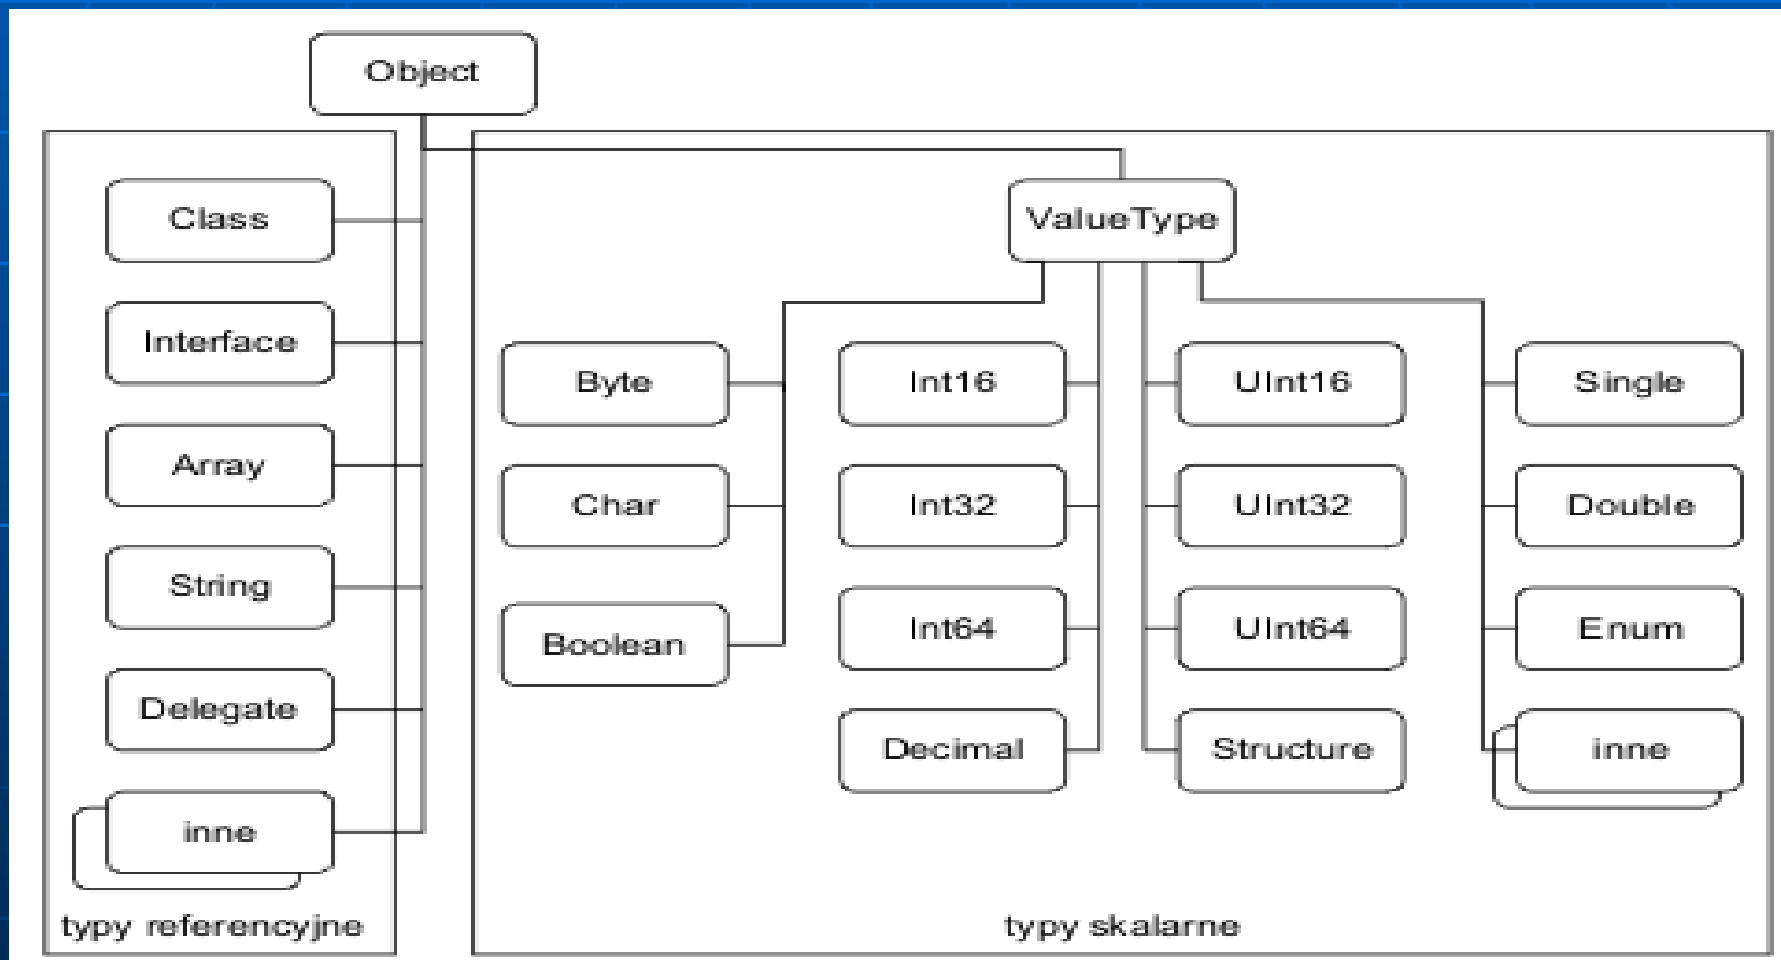 Object
Class
Interface
Array
String
Delegate
inne
typy referencyjne
ValueType
Byte
Char
Boolean
Int16
Int32
Int64
Decimal
UInt16
UInt32
UInt64
Structure
Single
Double
Enum
inne
typy skalarne